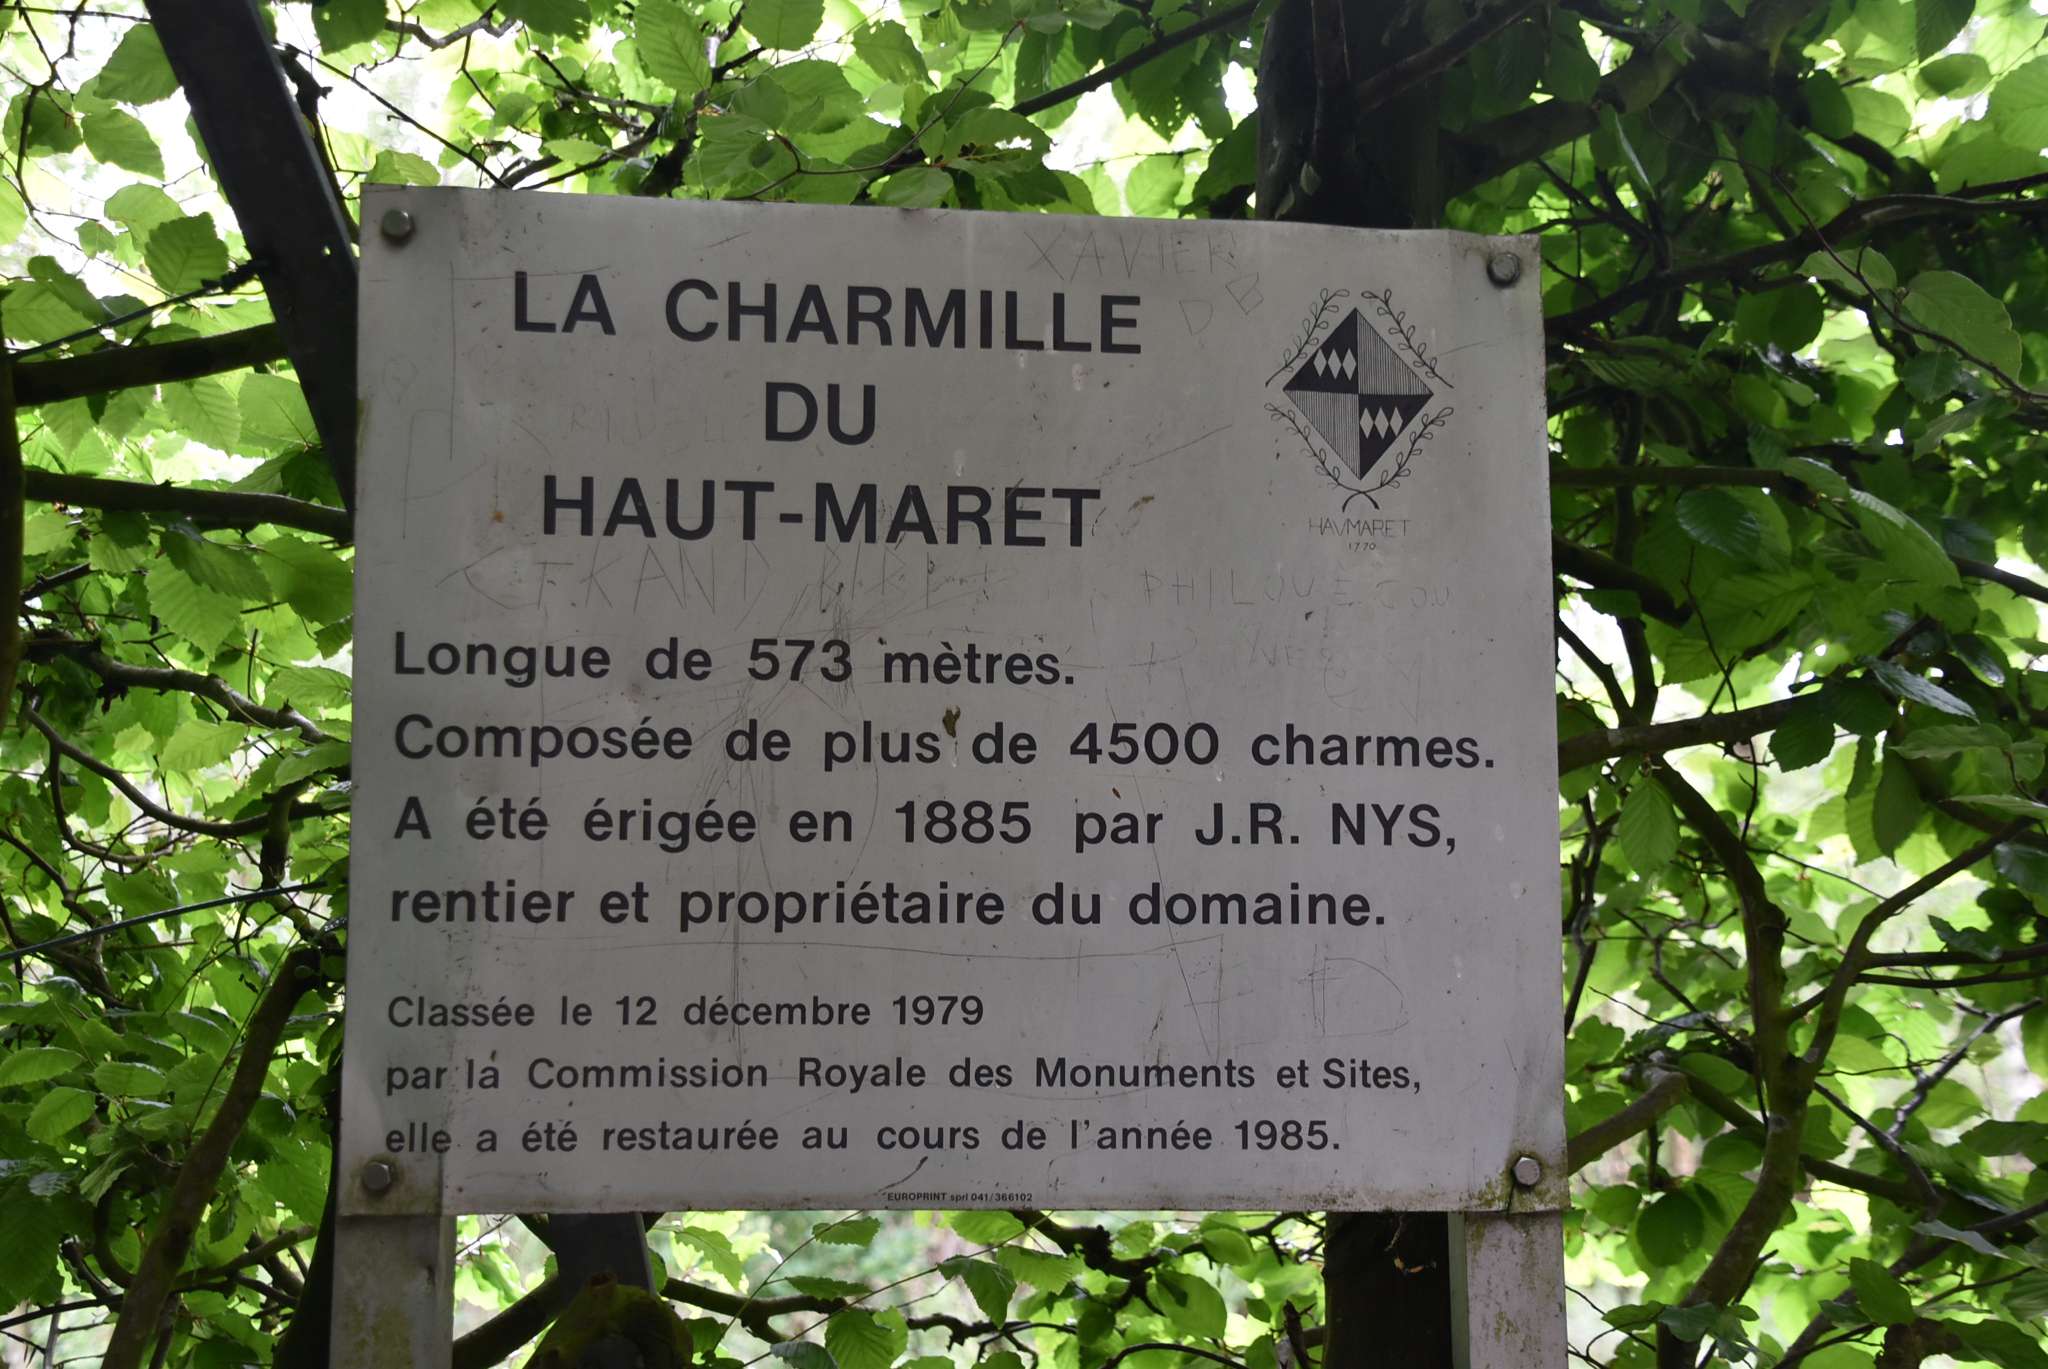 LA CHARMILLE
DU
HAUT-MARET
HAVMARET
1770
XAVIER
DB
Longue de 573 mètres.
Composée de plus de 4500 charmes.
A été érigée en 1885 par J.R. NYS,
rentier et propriétaire du domaine.
Classée le 12 décembre 1979
par la Commission Royale des Monuments et Sites,
elle a été restaurée au cours de l'année 1985.
EUROPRINT sprl 041/366102